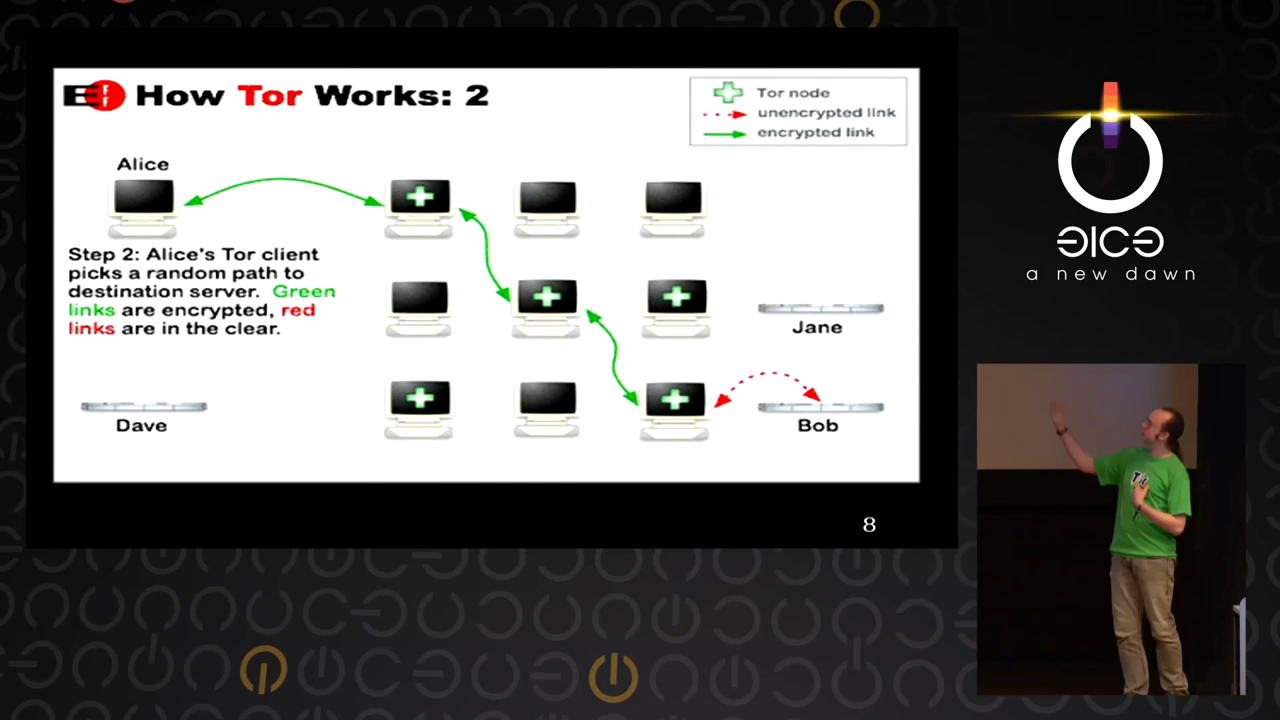 EFF How Tor Works: 2
Tor node
unencrypted link
encrypted link
Alice
Step 2: Alice's Tor client
picks a random path to
destination server. Green
links are encrypted, red
links are in the clear.
Jane
Dave
Bob
8
a new dawn